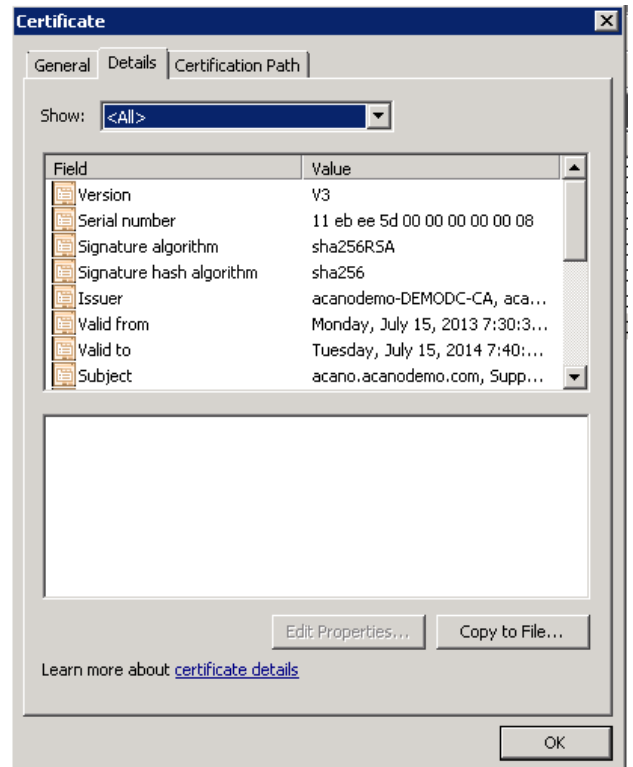 Certificate
General Details Certification Path
Show: <All>
Field Value
Version V3
Serial number 11 eb ee 5d 00 00 00 00 00 08
Signature algorithm sha256RSA
Signature hash algorithm sha256
Issuer acanodemo-DEMODC-CA, aca...
Valid from Monday, July 15, 2013 7:30:3...
Valid to Tuesday, July 15, 2014 7:40:...
Subject acano.acanodemo.com, Supp...
Edit Properties... Copy to File...
Learn more about certificate details
OK